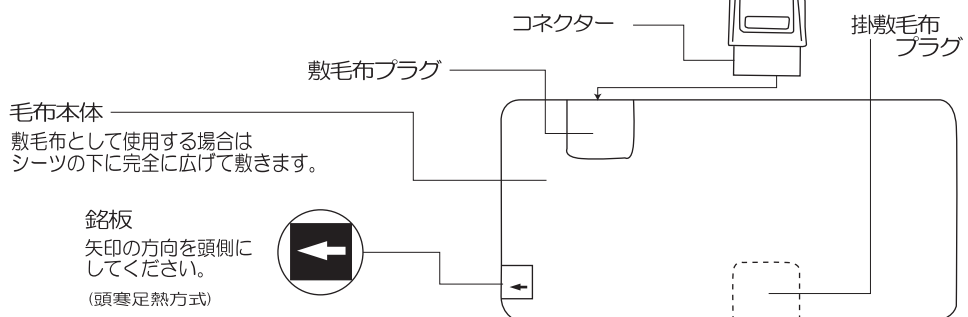 コネクター
掛敷毛布
プラグ
敷毛布プラグ
毛布本体
敷毛布として使用する場合は
シーツの下に完全に広げて敷きます。
銘板
矢印の方向を頭側に
してください。
(頭寒足熱方式)